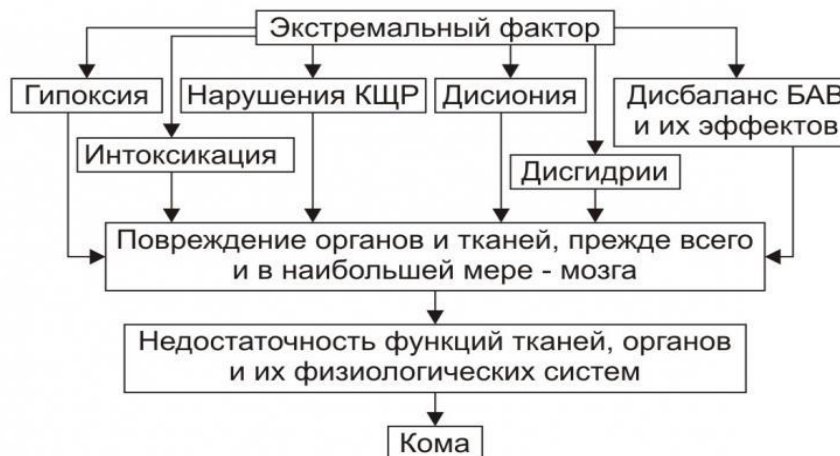 Экстремальный фактор
Гипоксия
Нарушения КЩР
Дисиония
Дисбаланс БАВ
и их эффектов
Интоксикация
Дисгидрии
Повреждение органов и тканей, прежде всего
и в наибольшей мере - мозга
Недостаточность функций тканей, органов
и их физиологических систем
Кома